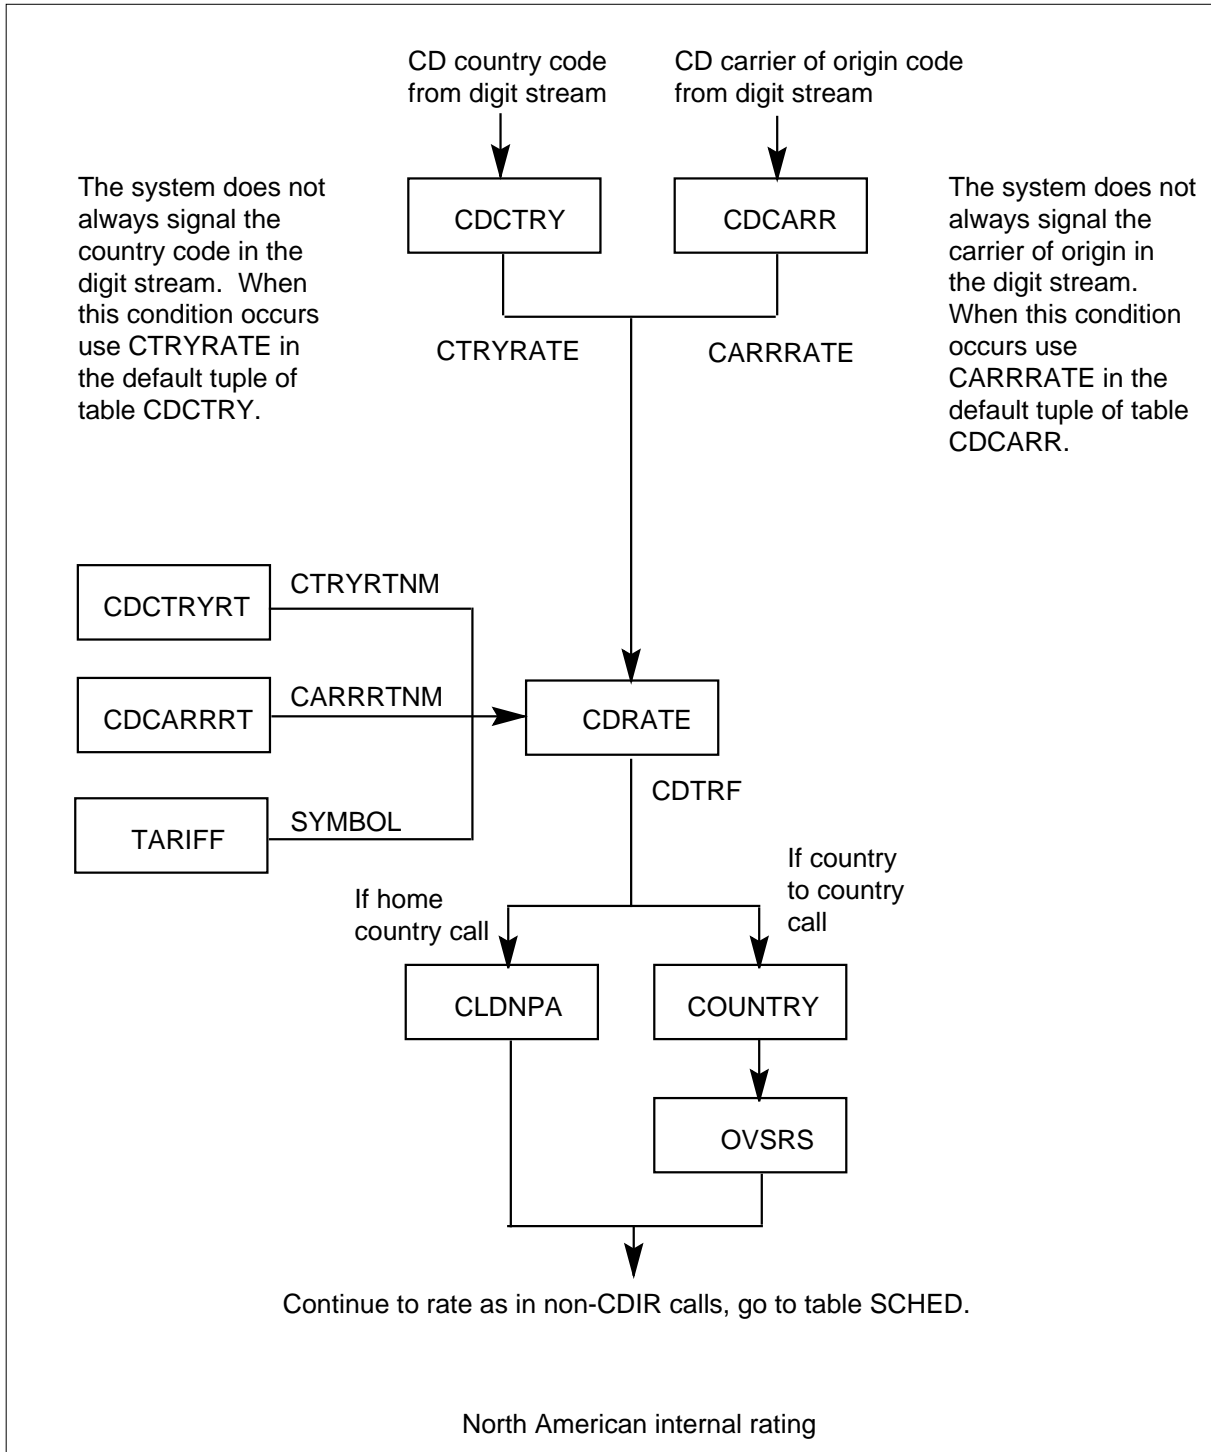 CD country code
from digit stream
CD carrier of origin code
from digit stream
The system does not
always signal the
country code in the
digit stream.  When
this condition occurs
use CTRYRATE in
the default tuple of
table CDCTRY.
CDCTRY
CDCARR
The system does not
always signal the
carrier of origin in
the digit stream.
When this condition
occurs use
CARRRATE in the
default tuple of table
CDCARR.
CTRYRATE
CARRRATE
CDCTRYRT
CTRYRTNM
CDCARRRT
CARRRTNM
CDRATE
TARIFF
SYMBOL
CDTRF
If home
country call
If country
to country
call
CLDNPA
COUNTRY
OVSRS
Continue to rate as in non-CDIR calls, go to table SCHED.
North American internal rating